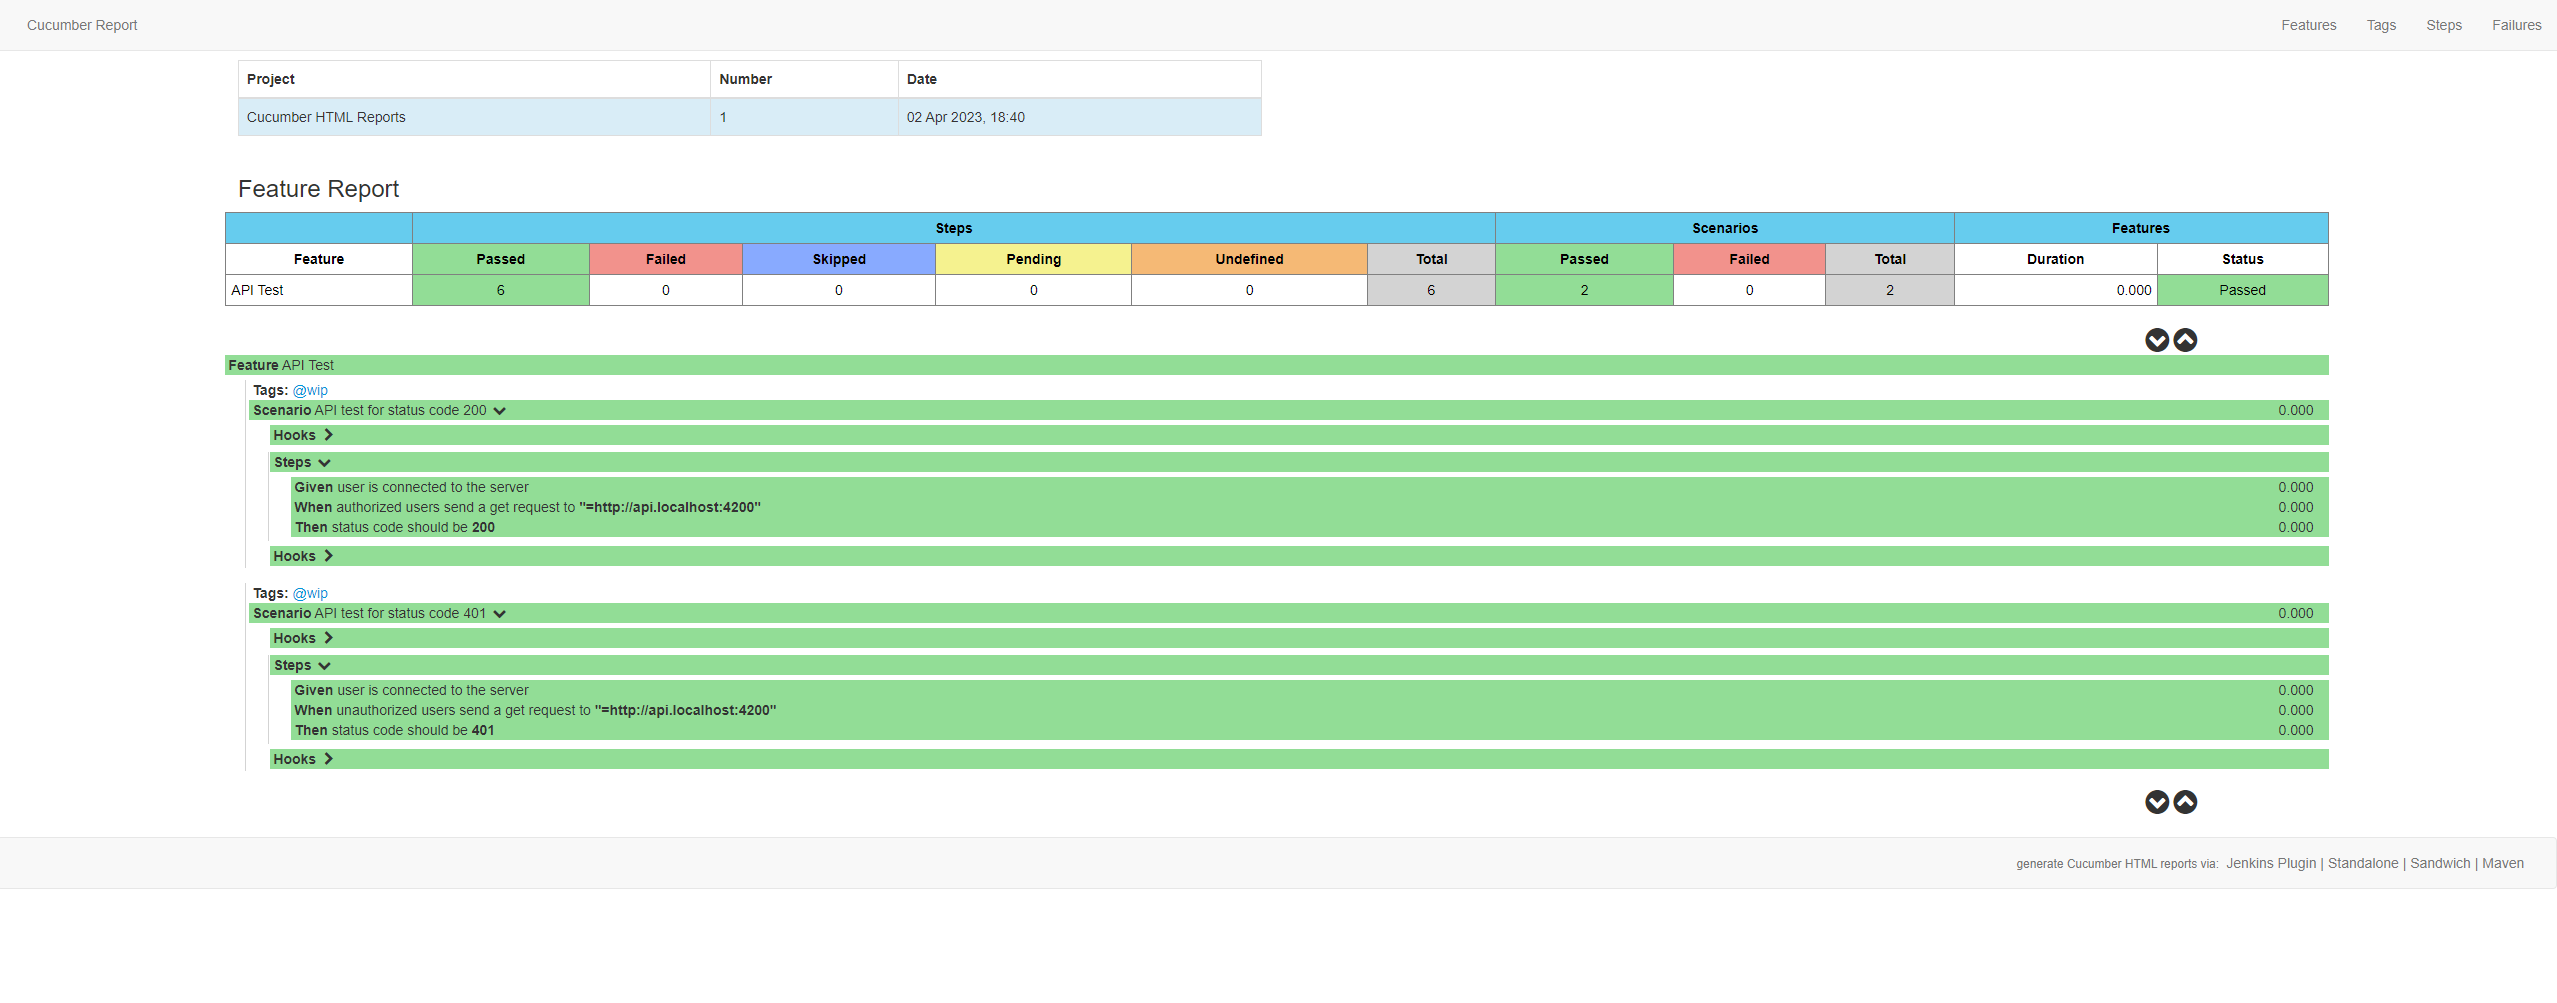 Cucumber Report Features Tags Steps Failures
Project Number Date
Cucumber HTML Reports 1 02 Apr 2023, 18:40
Feature Report
Steps Scenarios Features
Feature Passed Failed Skipped Pending Undefined Total Passed Failed Total Duration Status
API Test 6 0 0 0 0 6 2 0 2 0.000 Passed
Feature API Test
Tags: @wip
Scenario API test for status code 200 0.000
Hooks
Steps
Given user is connected to the server 0.000
When authorized users send a get request to "=http://api.localhost:4200" 0.000
Then status code should be 200 0.000
Hooks
Tags: @wip
Scenario API test for status code 401 0.000
Hooks
Steps
Given user is connected to the server 0.000
When unauthorized users send a get request to "=http://api.localhost:4200" 0.000
Then status code should be 401 0.000
Hooks
generate Cucumber HTML reports via: Jenkins Plugin | Standalone | Sandwich | Maven